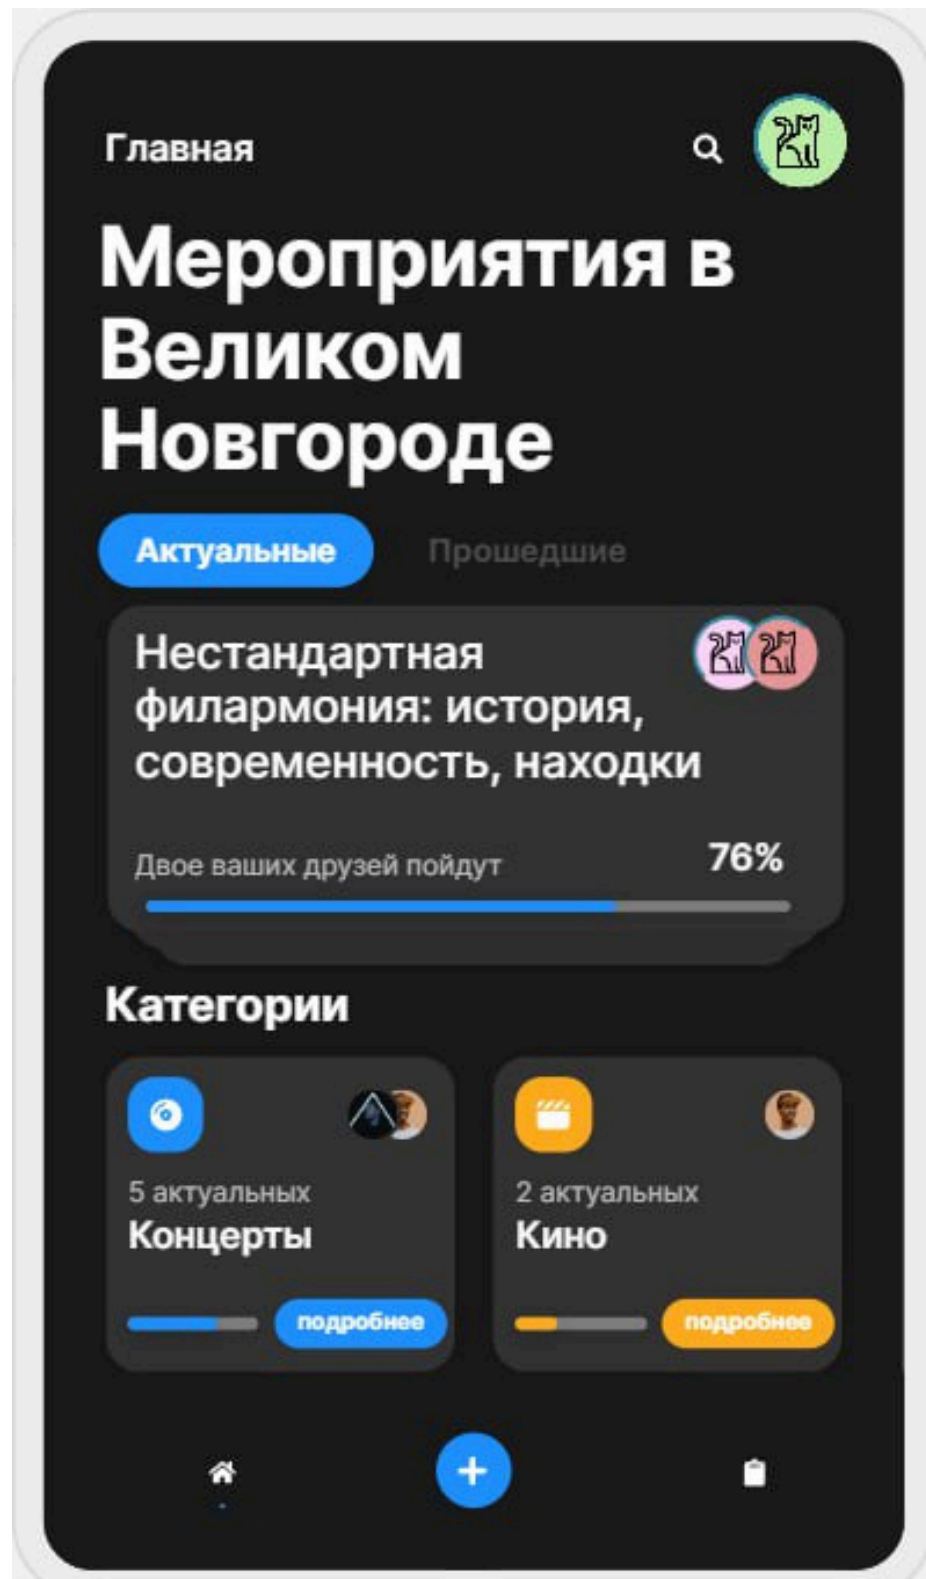 Главная
Мероприятия в
Великом
Новгороде
Актуальные
Прошедшие
Нестандартная
филармония: история,
современность, находки
Двое ваших друзей пойдут
76%
Категории
5 актуальных
Концерты
подробнее
2 актуальных
Кино
подробнее